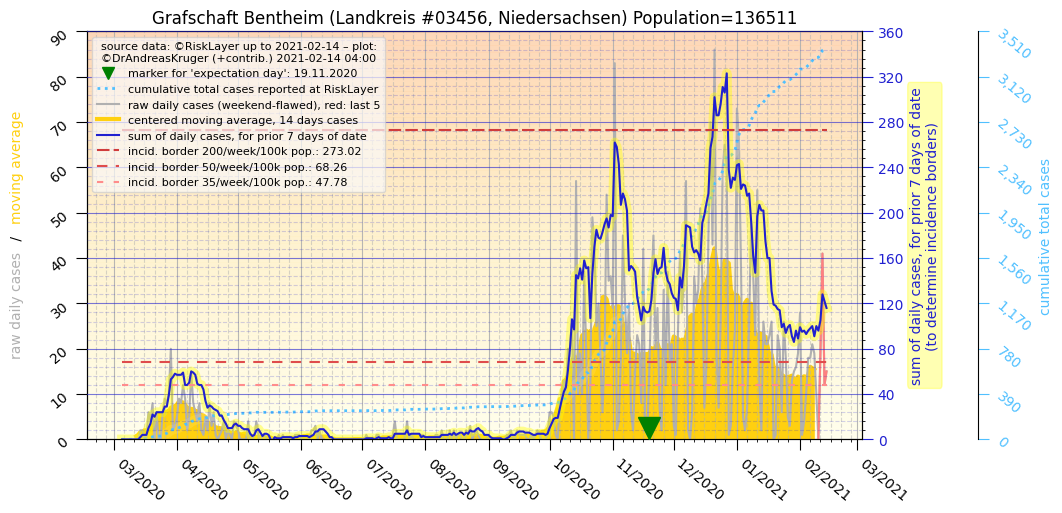 Grafschaft Bentheim (Landkreis #03456, Niedersachsen) Population=136511
source data: ©RiskLayer up to 2021-02-14 – plot:
©DrAndreasKruger (+contrib.) 2021-02-14 04:00
marker for 'expectation day': 19.11.2020
cumulative total cases reported at RiskLayer
raw daily cases (weekend-flawed), red: last 5
centered moving average, 14 days cases
sum of daily cases, for prior 7 days of date
incid. border 200/week/100k pop.: 273.02
incid. border 50/week/100k pop.: 68.26
incid. border 35/week/100k pop.: 47.78
raw daily cases / moving average
90
80
70
60
50
40
30
20
10
0
360
320
280
240
200
160
120
80
40
0
sum of daily cases, for prior 7 days of date
(to determine incidence borders)
3,510
3,120
2,730
2,340
1,950
1,560
1,170
780
390
0
cumulative total cases
03/2020
04/2020
05/2020
06/2020
07/2020
08/2020
09/2020
10/2020
11/2020
12/2020
01/2021
02/2021
03/2021